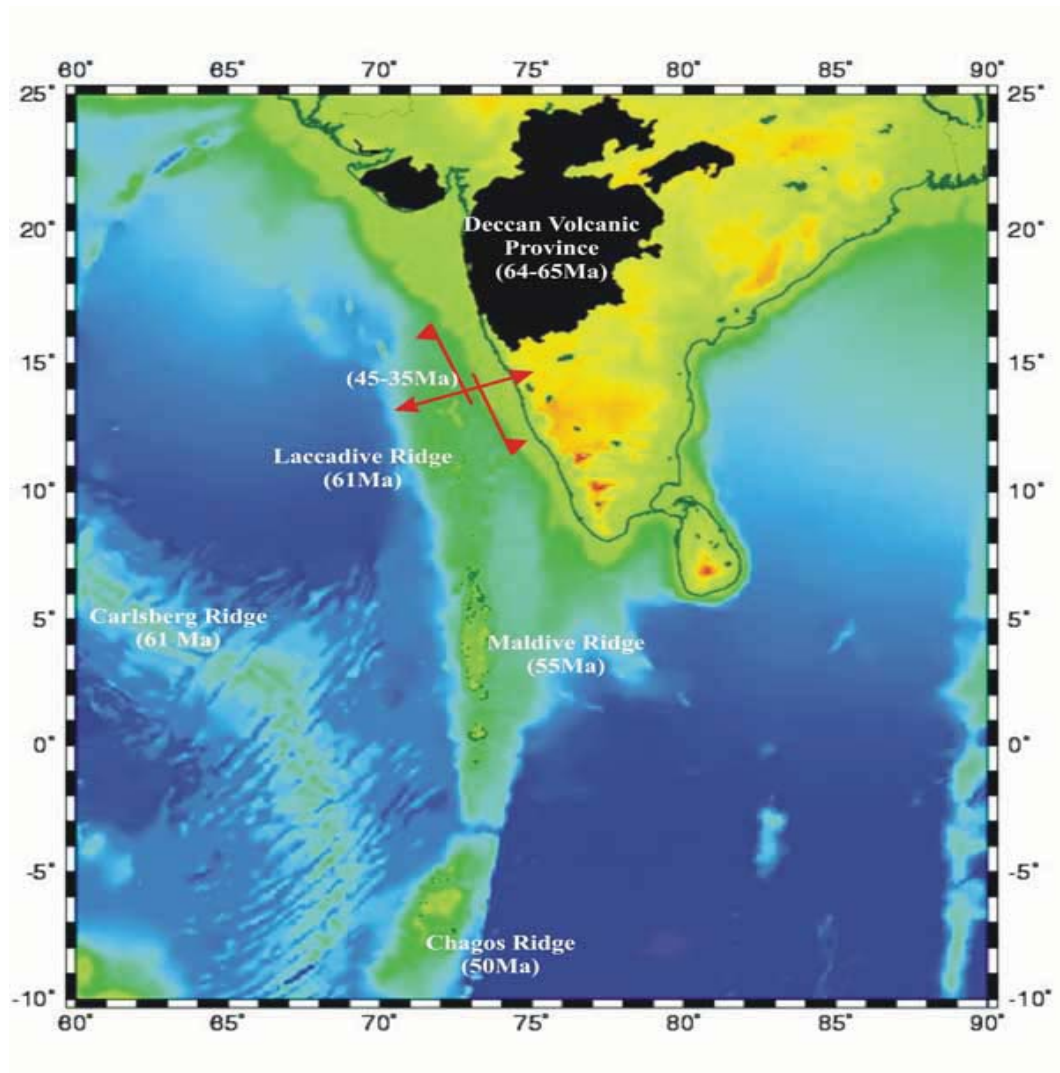 60˚ 65˚ 70˚ 75˚ 80˚ 85˚ 90˚
25˚ 25˚
Deccan Volcanic
Province
(64-65Ma)
20˚ 20˚
15˚ 15˚
(45-35Ma)
Laccadive Ridge
(61Ma)
10˚ 10˚
5˚ 5˚
Carlsberg Ridge
(61 Ma)
Maldive Ridge
(55Ma)
0˚ 0˚
-5˚ -5˚
Chagos Ridge
(50Ma)
-10˚ -10˚
60˚ 65˚ 70˚ 75˚ 80˚ 85˚ 90˚